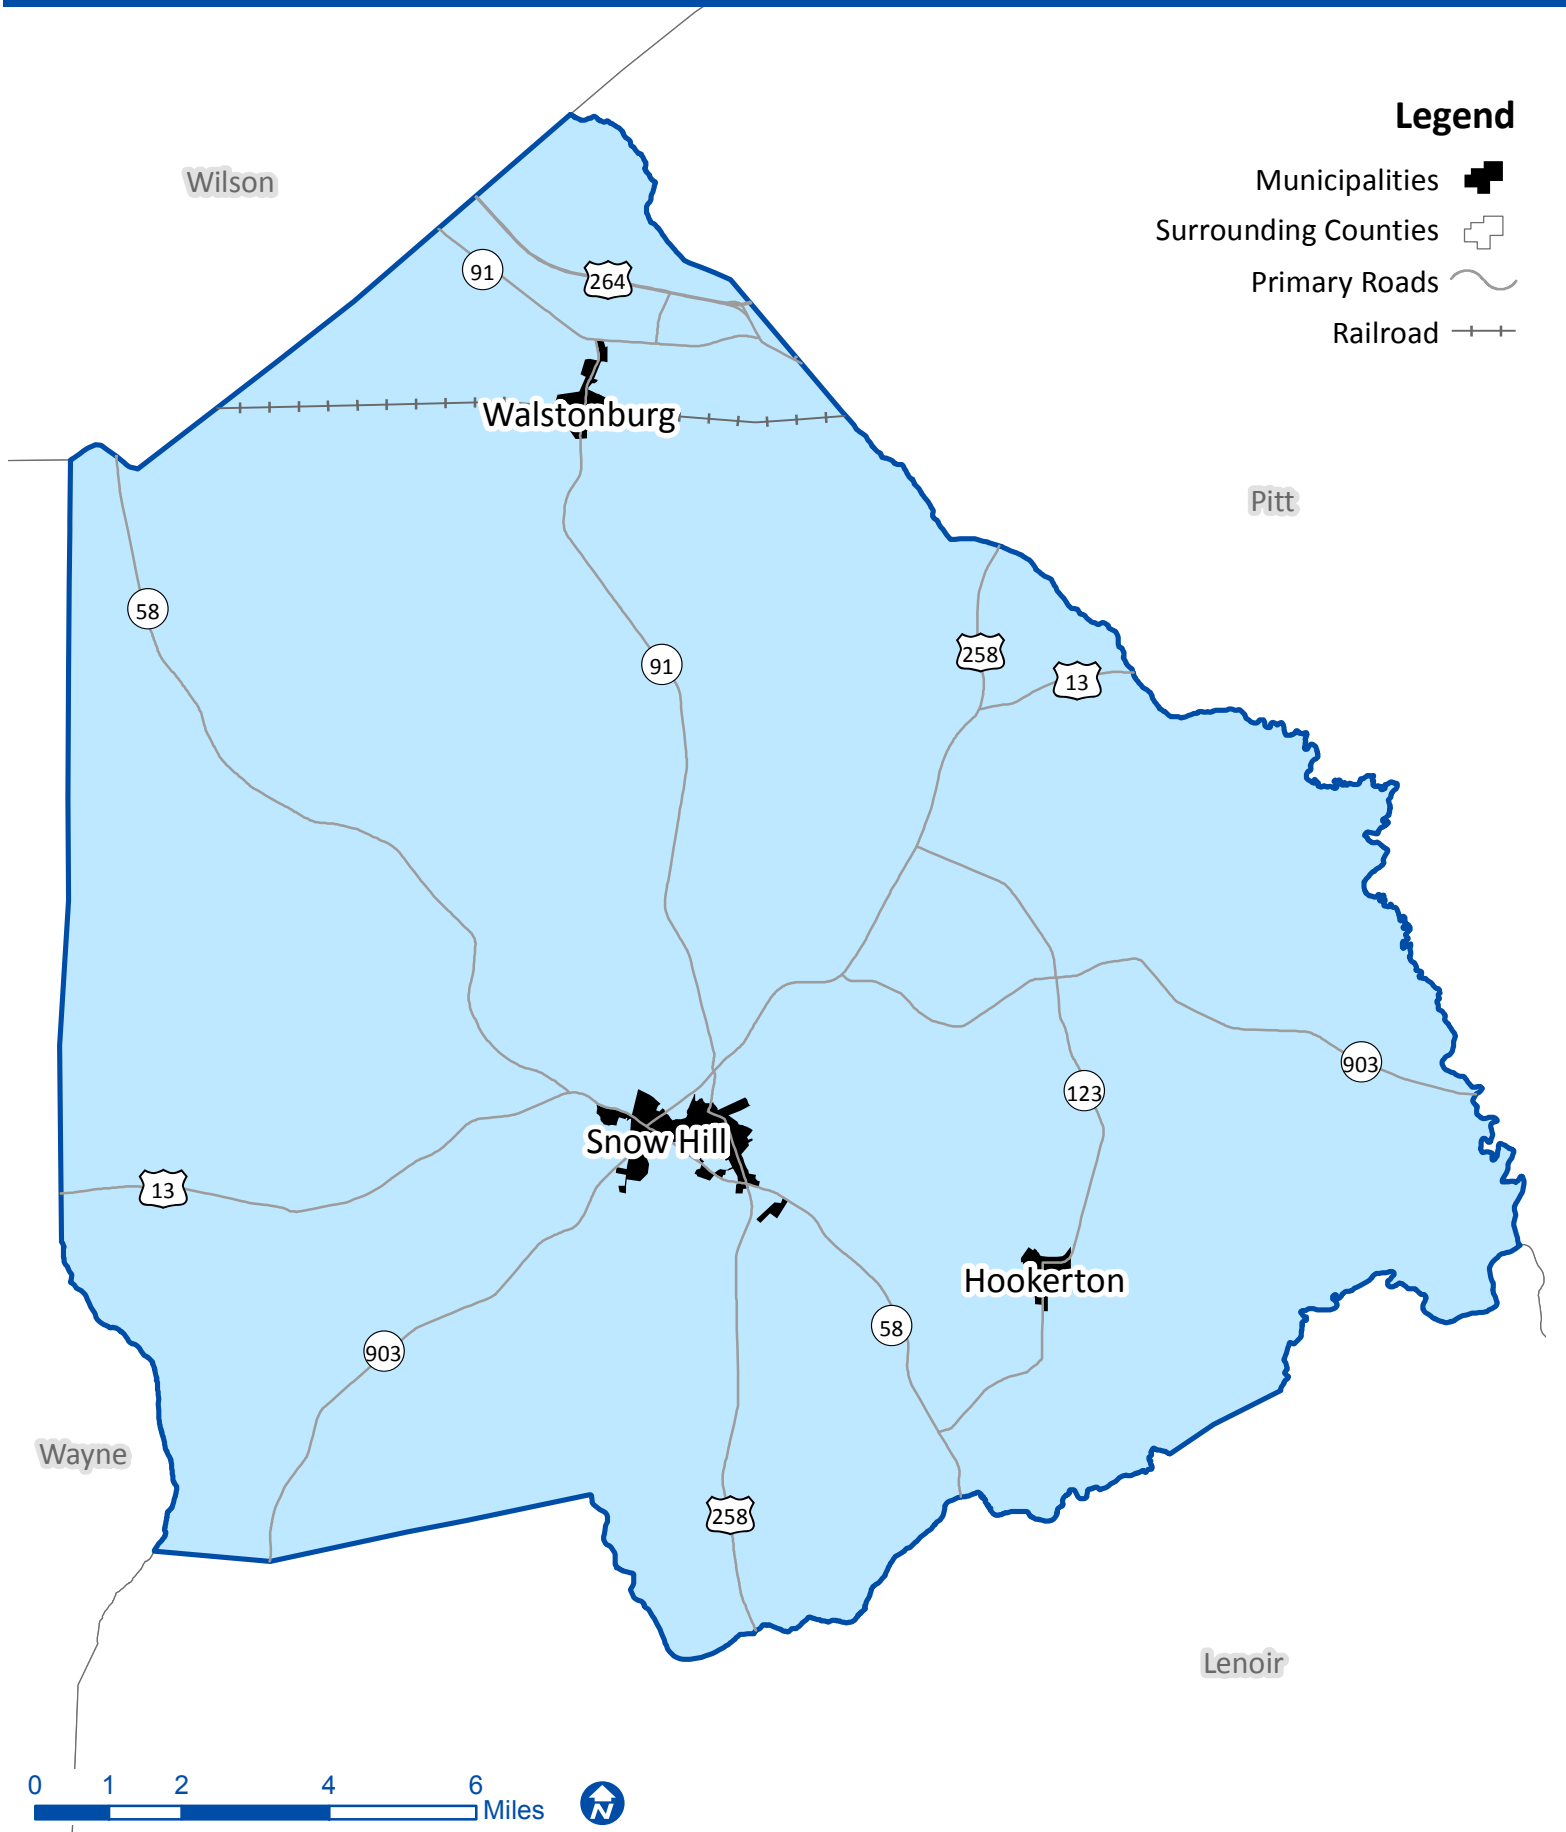 Legend
Municipalities
Surrounding Counties
Primary Roads
Railroad
Wilson
91
264
Walstonburg
Pitt
58
91
258
13
903
123
Snow Hill
13
Hookerton
58
903
Wayne
258
Lenoir
0 1 2 4 6
Miles
N